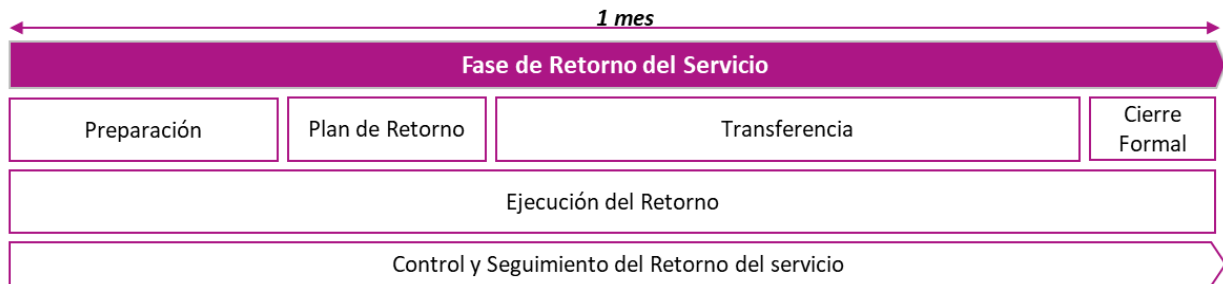 1 mes
Fase de Retorno del Servicio
Preparación
Plan de Retorno
Transferencia
Cierre
Formal
Ejecución del Retorno
Control y Seguimiento del Retorno del servicio